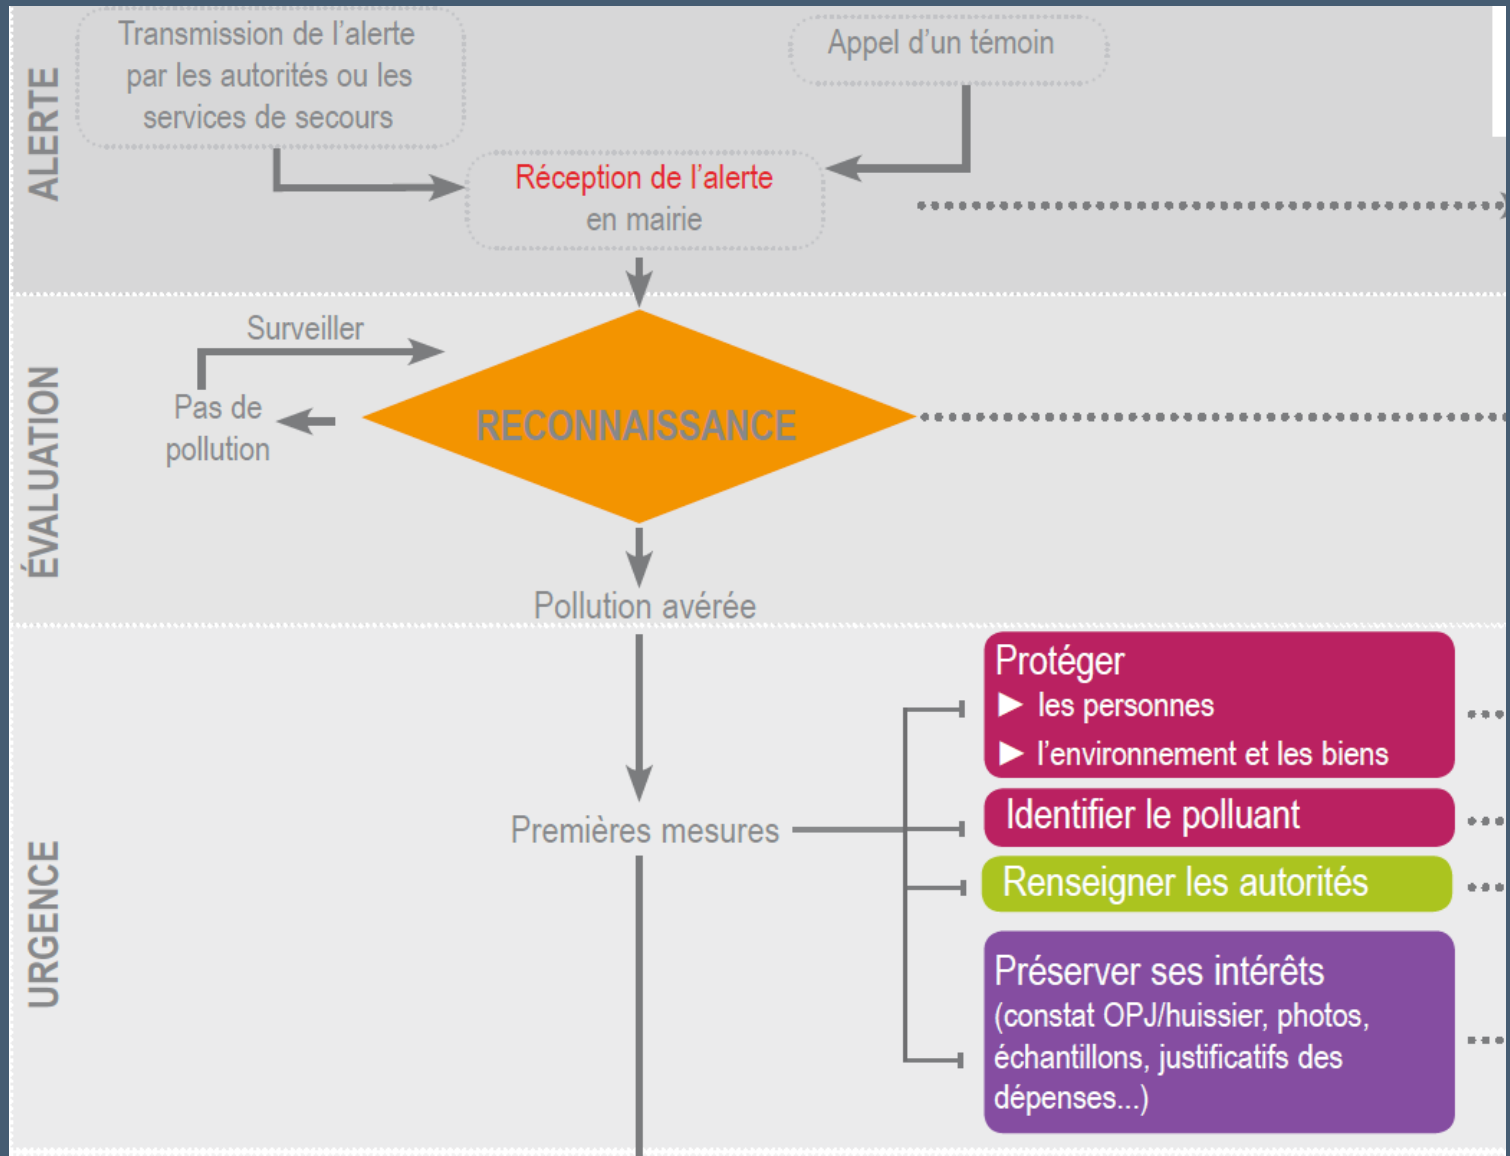 ALERTE
Transmission de l'alerte
par les autorités ou les
services de secours
Appel d'un témoin
Réception de l'alerte
en mairie
ÉVALUATION
Surveiller
Pas de
pollution
RECONNAISSANCE
Pollution avérée
URGENCE
Premières mesures
Protéger
► les personnes
► l'environnement et les biens
Identifier le polluant
Renseigner les autorités
Préserver ses intérêts
(constat OPJ/huissier, photos,
échantillons, justificatifs des
dépenses...)